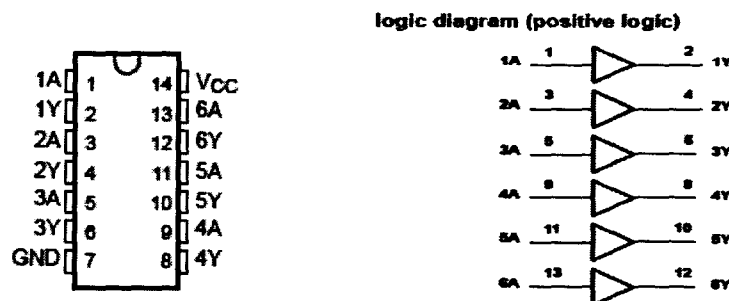 logic diagram (positive logic)
1A 1 14 VCC
1Y 2 13 6A
2A 3 12 6Y
2Y 4 11 5A
3A 5 10 5Y
3Y 6 9 4A
GND 7 8 4Y
1A 1 2 1Y
2A 3 4 2Y
3A 5 6 3Y
4A 9 8 4Y
5A 11 10 5Y
6A 13 12 6Y